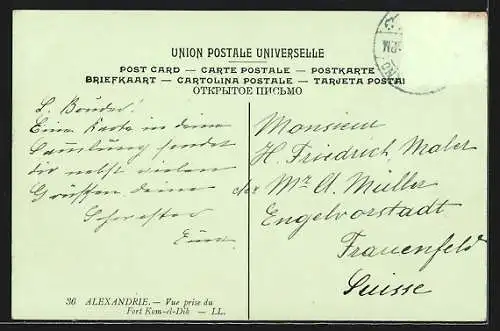 UNION POSTALE UNIVERSELLE
POST CARD — CARTE POSTALE — POSTKARTE
BRIEFKAART — CARTOLINA POSTALE — TARJETA POSTAL
ОТКРЫТОЕ ПИСЬМО
L. Bruder!
Eine Karte in deine
Sammlung sendet
dir nebst vielen
Grüssen deine
Schwester
Monsieur
H. Friedrich Maler
Mr A. Müller
Engelvorstadt
Frauenfeld
Suisse
36 ALEXANDRIE. — Vue prise du
Fort Kom-el-Dik — LL.